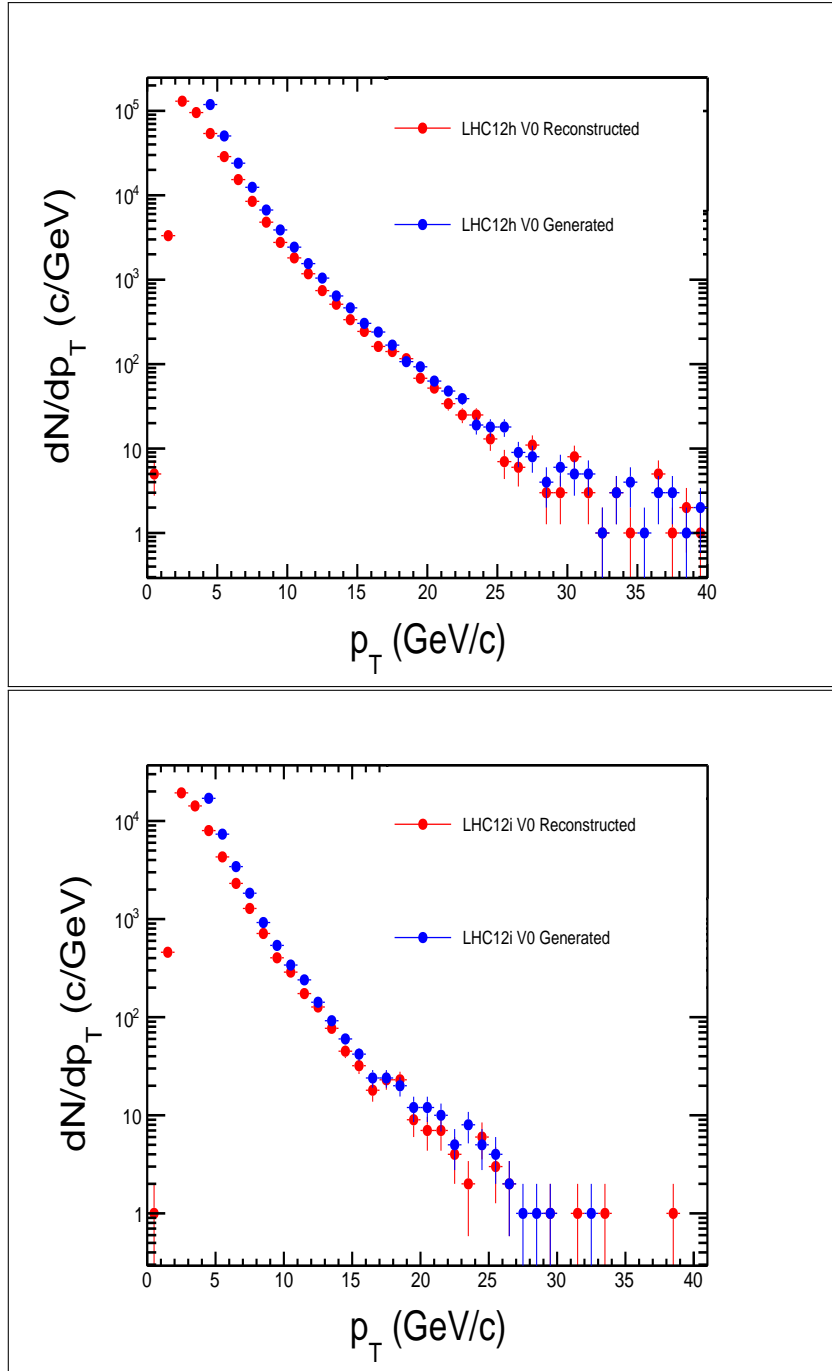 10^5
10^4
10^3
10^2
10
1
dN/dp_T (c/GeV)
LHC12h V0 Reconstructed
LHC12h V0 Generated
0 5 10 15 20 25 30 35 40
p_T (GeV/c)
10^4
10^3
10^2
10
1
dN/dp_T (c/GeV)
LHC12i V0 Reconstructed
LHC12i V0 Generated
0 5 10 15 20 25 30 35 40
p_T (GeV/c)